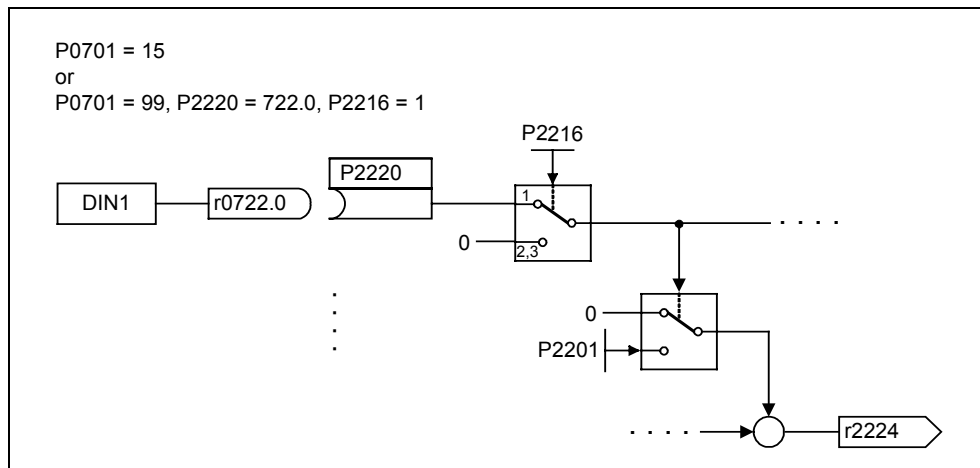 P0701 = 15
or
P0701 = 99, P2220 = 722.0, P2216 = 1
P2216
P2220
DIN1
r0722.0
1
0
2,3
0
P2201
r2224